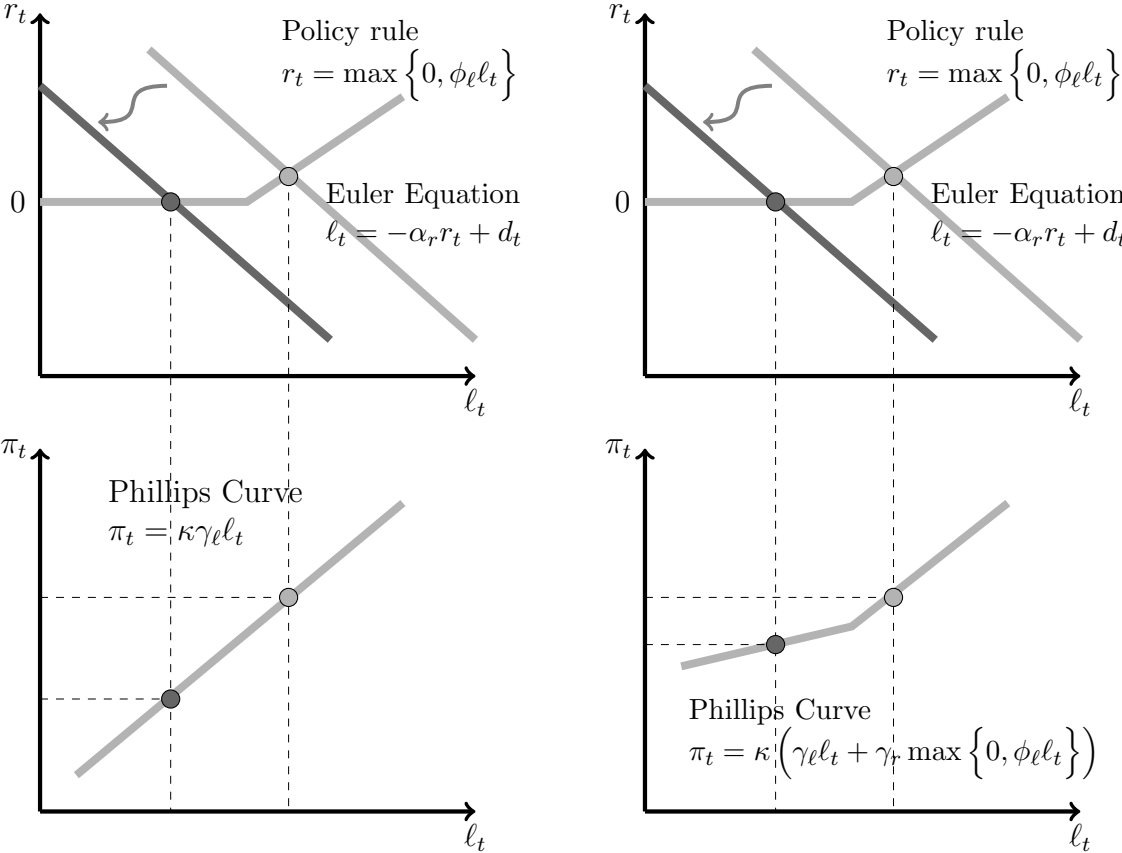 r_t
Policy rule
r_t = max {0, ϕ_ℓ ℓ_t}
0
Euler Equation
ℓ_t = −α_r r_t + d_t
ℓ_t
π_t
Phillips Curve
π_t = κγ_ℓ ℓ_t
ℓ_t
r_t
Policy rule
r_t = max {0, ϕ_ℓ ℓ_t}
0
Euler Equation
ℓ_t = −α_r r_t + d_t
ℓ_t
π_t
Phillips Curve
π_t = κ (γ_ℓ ℓ_t + γ_r max {0, ϕ_ℓ ℓ_t})
ℓ_t